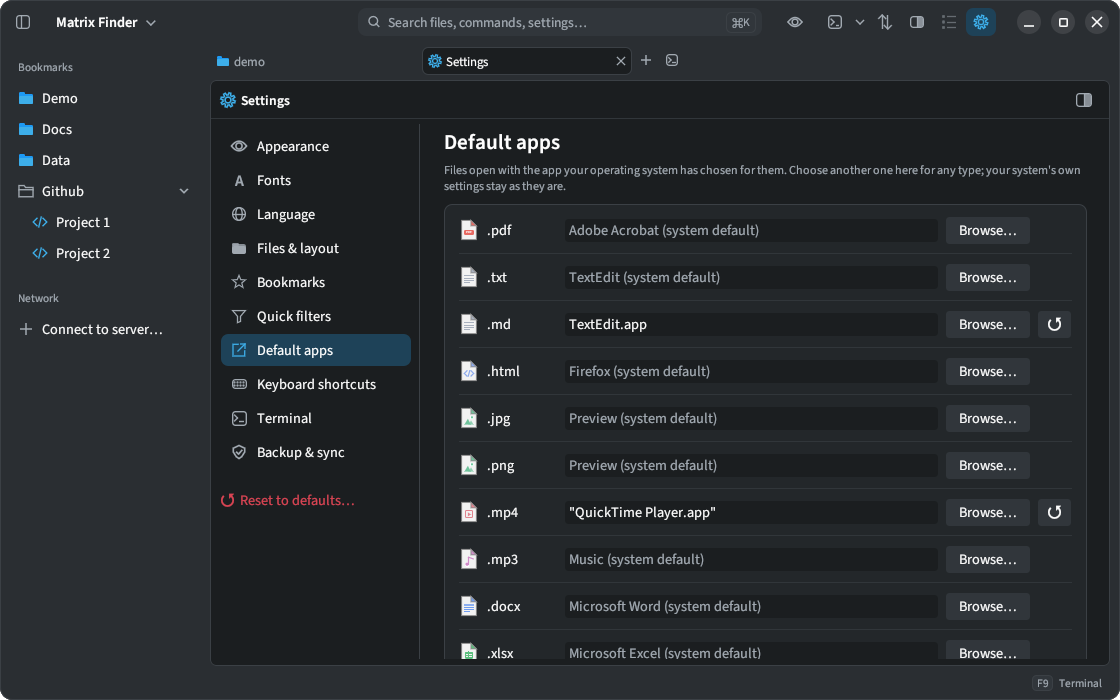 Matrix Finder
Search files, commands, settings…
⌘K
Bookmarks
Demo
Docs
Data
Github
Project 1
Project 2
Network
Connect to server…
demo
Settings
Settings
Appearance
Fonts
Language
Files & layout
Bookmarks
Quick filters
Default apps
Keyboard shortcuts
Terminal
Backup & sync
Reset to defaults…
Default apps
Files open with the app your operating system has chosen for them. Choose another one here for any type; your system's own
settings stay as they are.
.pdf Adobe Acrobat (system default) Browse…
.txt TextEdit (system default) Browse…
.md TextEdit.app Browse…
.html Firefox (system default) Browse…
.jpg Preview (system default) Browse…
.png Preview (system default) Browse…
.mp4 "QuickTime Player.app" Browse…
.mp3 Music (system default) Browse…
.docx Microsoft Word (system default) Browse…
.xlsx Microsoft Excel (system default) Browse…
F9 Terminal